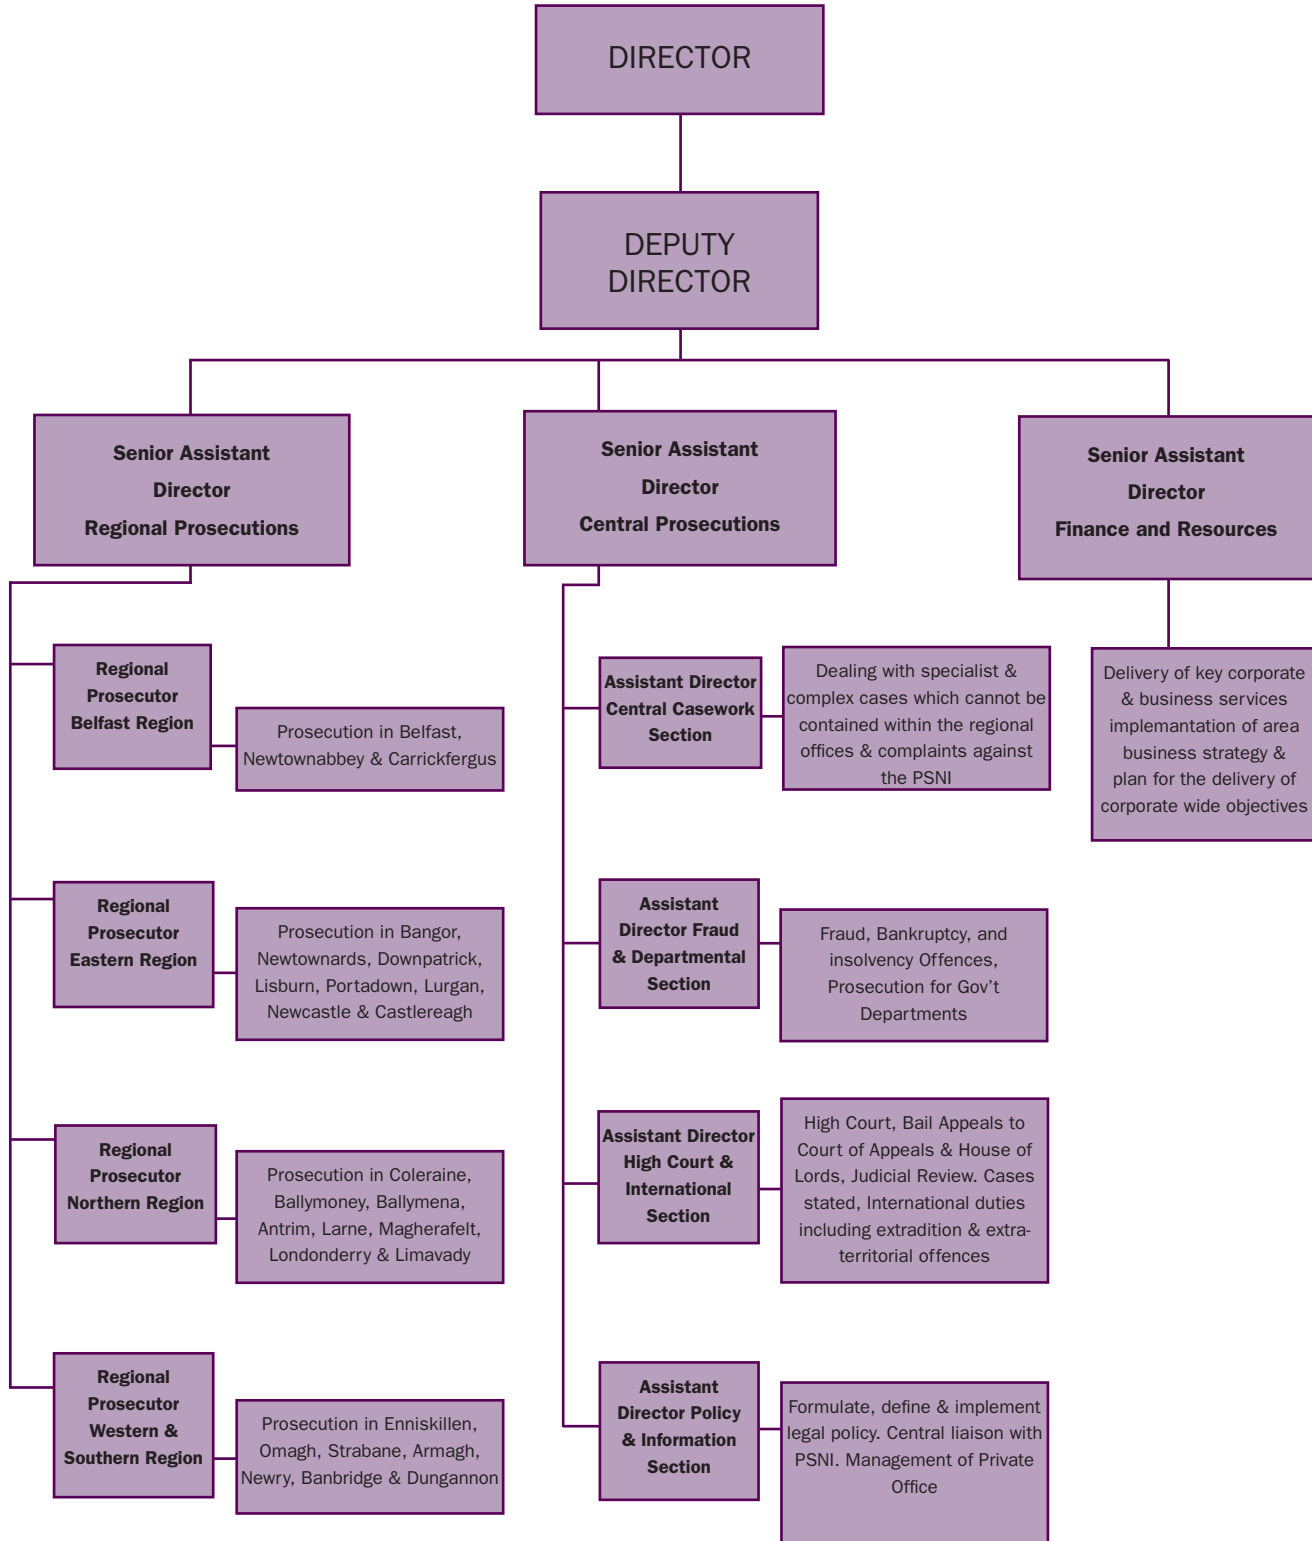 DIRECTOR
DEPUTY
DIRECTOR
Senior Assistant
Director
Regional Prosecutions
Senior Assistant
Director
Central Prosecutions
Senior Assistant
Director
Finance and Resources
Regional
Prosecutor
Belfast Region
Prosecution in Belfast,
Newtownabbey & Carrickfergus
Regional
Prosecutor
Eastern Region
Prosecution in Bangor,
Newtownards, Downpatrick,
Lisburn, Portadown, Lurgan,
Newcastle & Castlereagh
Regional
Prosecutor
Northern Region
Prosecution in Coleraine,
Ballymoney, Ballymena,
Antrim, Larne, Magherafelt,
Londonderry & Limavady
Regional
Prosecutor
Western &
Southern Region
Prosecution in Enniskillen,
Omagh, Strabane, Armagh,
Newry, Banbridge & Dungannon
Assistant Director
Central Casework
Section
Dealing with specialist &
complex cases which cannot be
contained within the regional
offices & complaints against
the PSNI
Assistant
Director Fraud
& Departmental
Section
Fraud, Bankruptcy, and
insolvency Offences,
Prosecution for Gov't
Departments
Assistant Director
High Court &
International
Section
High Court, Bail Appeals to
Court of Appeals & House of
Lords, Judicial Review. Cases
stated, International duties
including extradition & extra-
territorial offences
Assistant
Director Policy
& Information
Section
Formulate, define & implement
legal policy. Central liaison with
PSNI. Management of Private
Office
Delivery of key corporate
& business services
implemantation of area
business strategy &
plan for the delivery of
corporate wide objectives